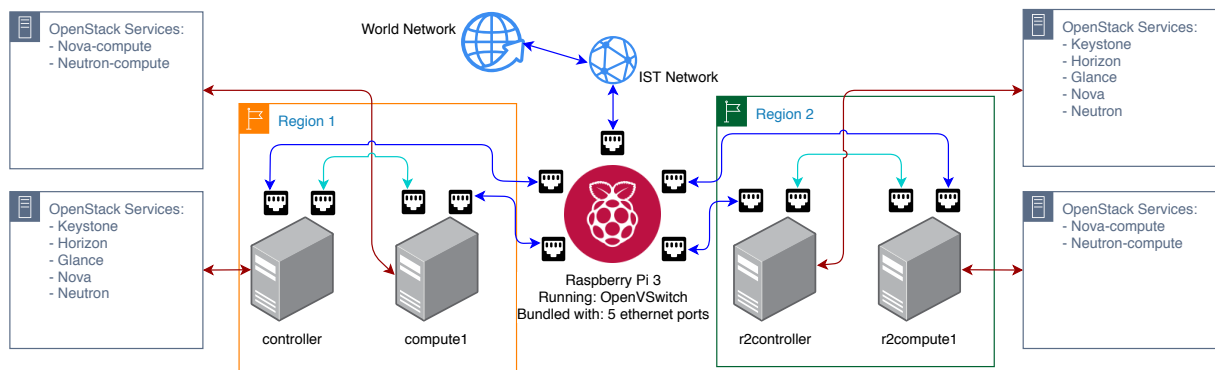 OpenStack Services:
- Nova-compute
- Neutron-compute
World Network
IST Network
OpenStack Services:
- Keystone
- Horizon
- Glance
- Nova
- Neutron
Region 1
Region 2
OpenStack Services:
- Keystone
- Horizon
- Glance
- Nova
- Neutron
OpenStack Services:
- Nova-compute
- Neutron-compute
Raspberry Pi 3
Running: OpenVSwitch
Bundled with: 5 ethernet ports
controller
compute1
r2controller
r2compute1